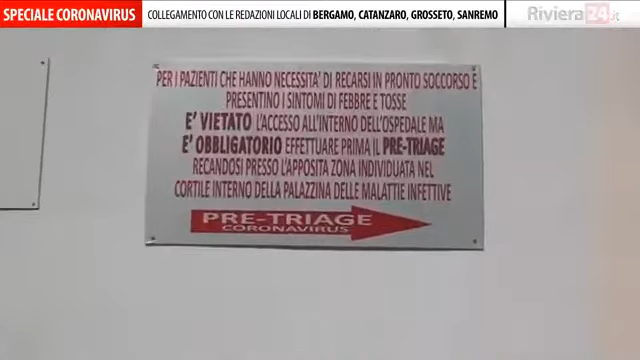 SPECIALE CORONAVIRUS COLLEGAMENTO CON LE REDAZIONI LOCALI DI BERGAMO, CATANZARO, GROSSETO, SANREMO
Riviera24.it
PER I PAZIENTI CHE HANNO NECESSITA' DI RECARSI IN PRONTO SOCCORSO E
PRESENTINO I SINTOMI DI FEBBRE E TOSSE
E' VIETATO L'ACCESSO ALL'INTERNO DELL'OSPEDALE MA
E' OBBLIGATORIO EFFETTUARE PRIMA IL PRE-TRIAGE
RECANDOSI PRESSO L'APPOSITA ZONA INDIVIDUATA NEL
CORTILE INTERNO DELLA PALAZZINA DELLE MALATTIE INFETTIVE
PRE-TRIAGE
CORONAVIRUS